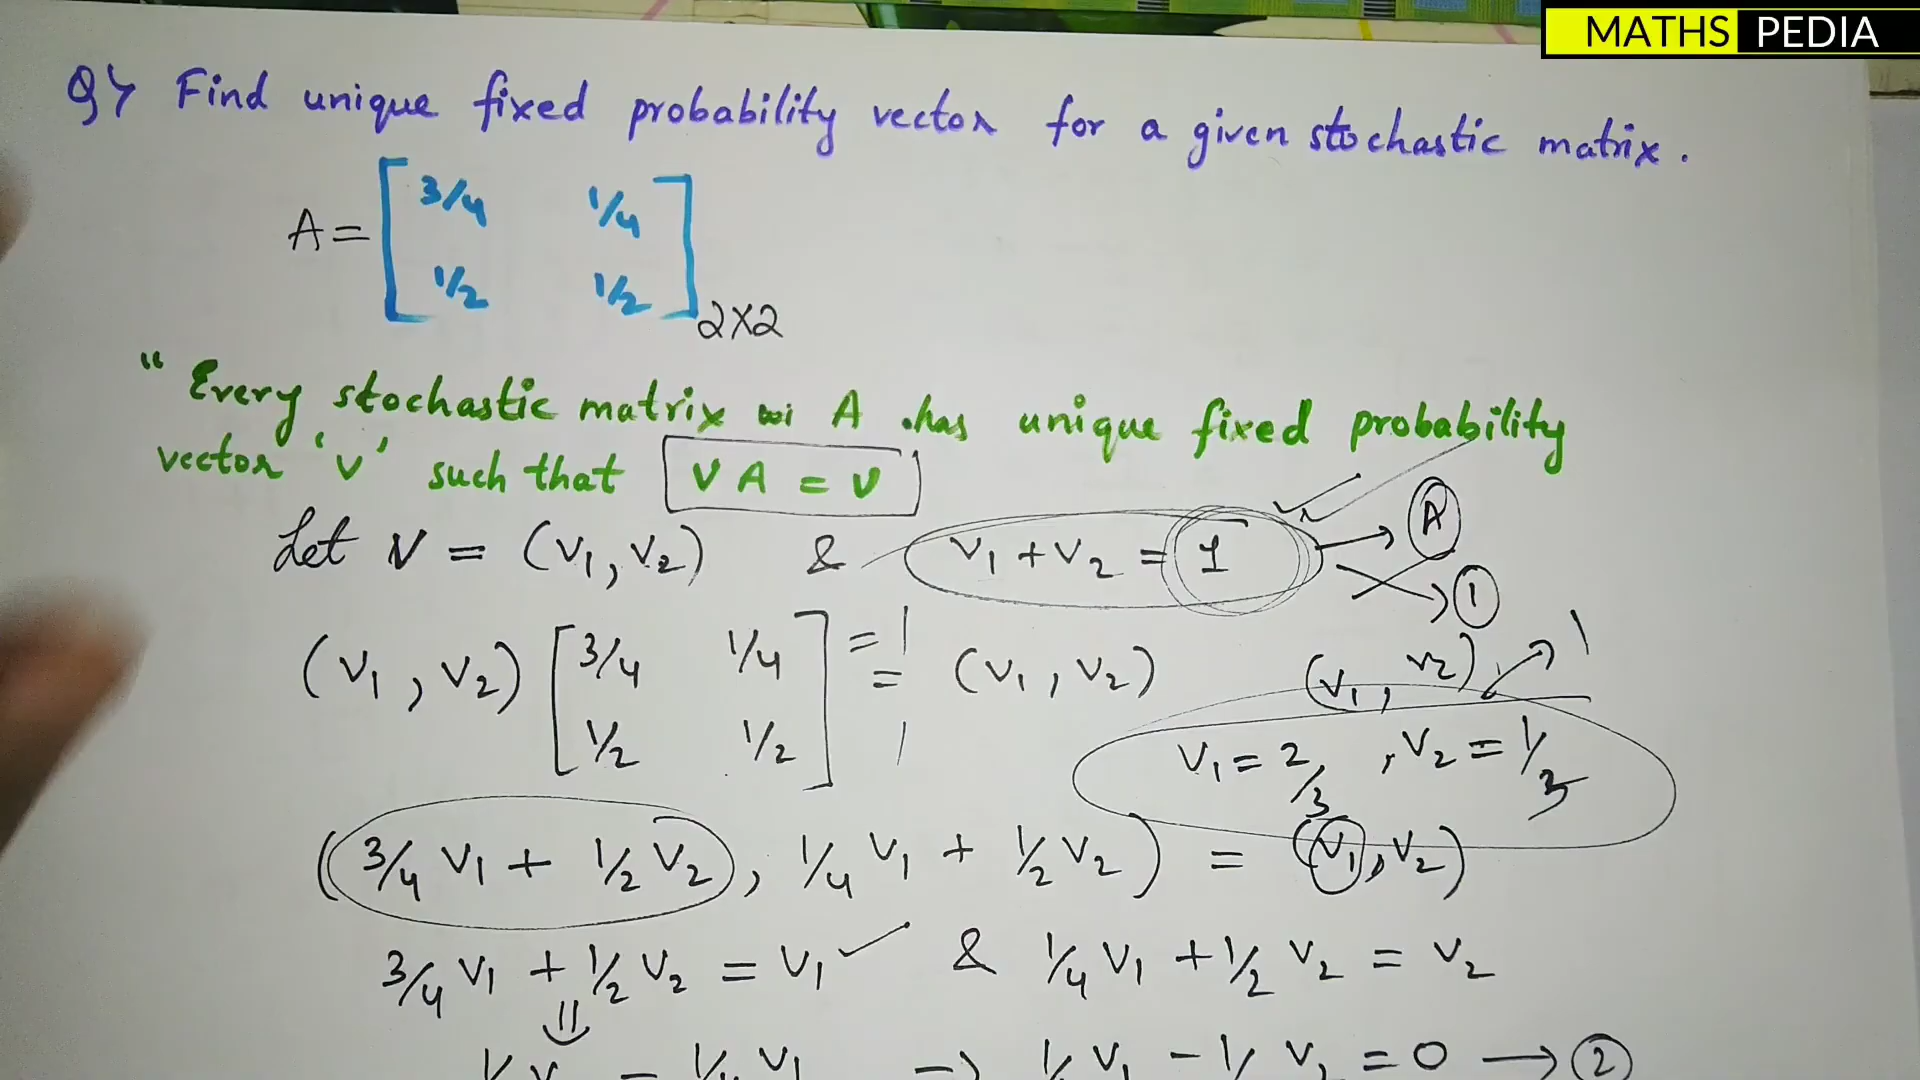 MATHS PEDIA
Q> Find unique fixed probability vector for a given stochastic matrix.
A = [ 3/4 1/4
1/2 1/2 ] 2×2
"Every stochastic matrix A has unique fixed probability
vector 'v' such that v A = v
Let v = (v₁, v₂) & v₁ + v₂ = 1 → A
→ 1
(v₁, v₂) [ 3/4 1/4 = (v₁, v₂)
1/2 1/2 ]
(v₁, v₂) → 1
v₁ = 2/3, v₂ = 1/3
(3/4 v₁ + 1/2 v₂, 1/4 v₁ + 1/2 v₂) = (v₁, v₂)
3/4 v₁ + 1/2 v₂ = v₁ ✓ & 1/4 v₁ + 1/2 v₂ = v₂
= 0 → 2